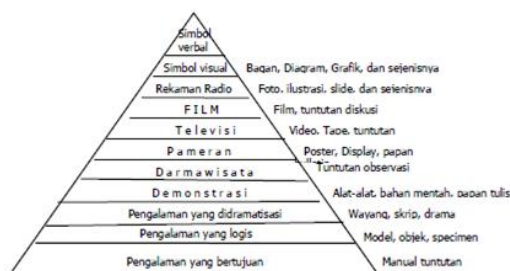 Simbol
verbal
Simbol visual Bagan, Diagram, Grafik, dan sejenisnya
Rekaman Radio Foto, ilustrasi, slide, dan sejenisnya
FILM Film, tuntutan diskusi
Televisi Video, Tape, tuntutan
Pameran Poster, Display, papan
Tuntutan observasi
Darmawisata
Demonstrasi Alat-alat, bahan mentah, papan tulis
Pengalaman yang didramatisasi Wayang, skrip, drama
Pengalaman yang logis Model, objek, specimen
Pengalaman yang bertujuan Manual tuntutan